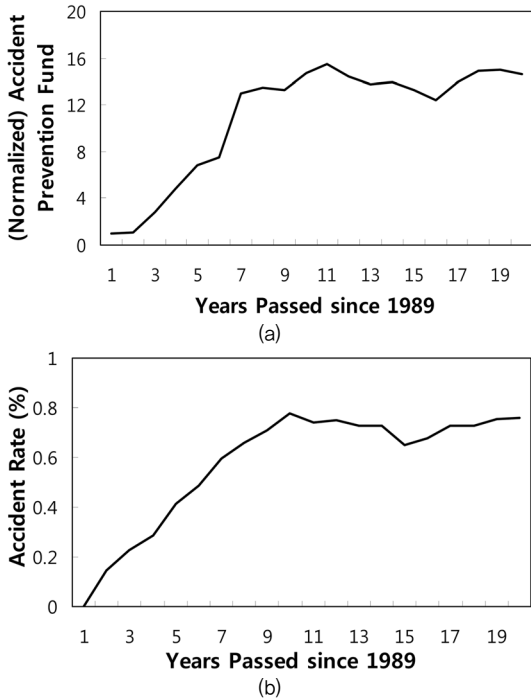 (Normalized) Accident
Prevention Fund
20
16
12
8
4
0
1 3 5 7 9 11 13 15 17 19
Years Passed since 1989
(a)
Accident Rate (%)
1
0.8
0.6
0.4
0.2
0
1 3 5 7 9 11 13 15 17 19
Years Passed since 1989
(b)